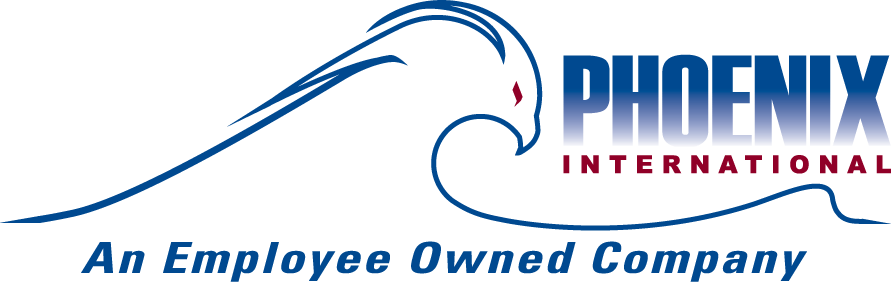 PHOENIX
INTERNATIONAL
An Employee Owned Company